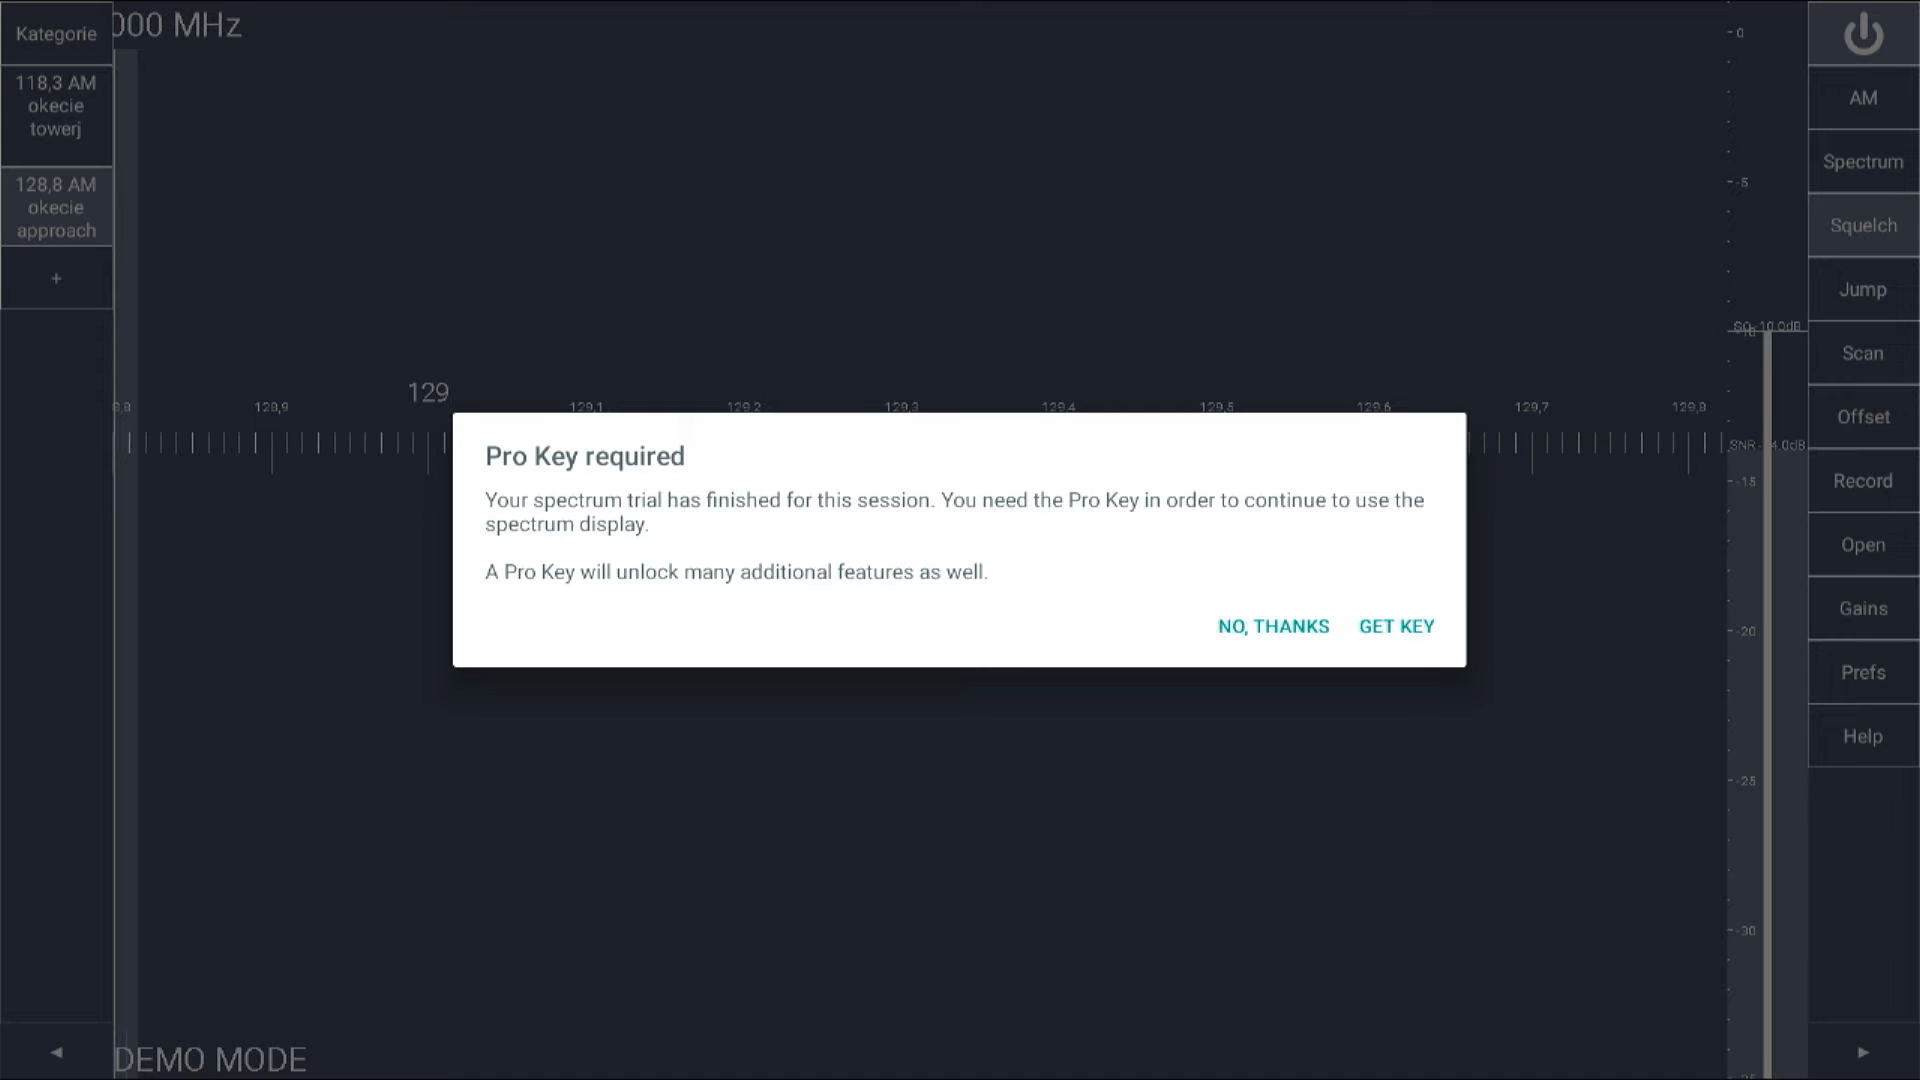 Kategorie
000 MHz
118,3 AM
okecie
towerj
128,8 AM
okecie
approach
+
128,9
129
129,1
129,2
129,3
129,4
129,5
129,6
129,7
129,8
Pro Key required
Your spectrum trial has finished for this session. You need the Pro Key in order to continue to use the
spectrum display.
A Pro Key will unlock many additional features as well.
NO, THANKS
GET KEY
DEMO MODE
0
-5
SQ -10.0dB
-15
-20
-25
-30
AM
Spectrum
Squelch
Jump
Scan
Offset
Record
Open
Gains
Prefs
Help